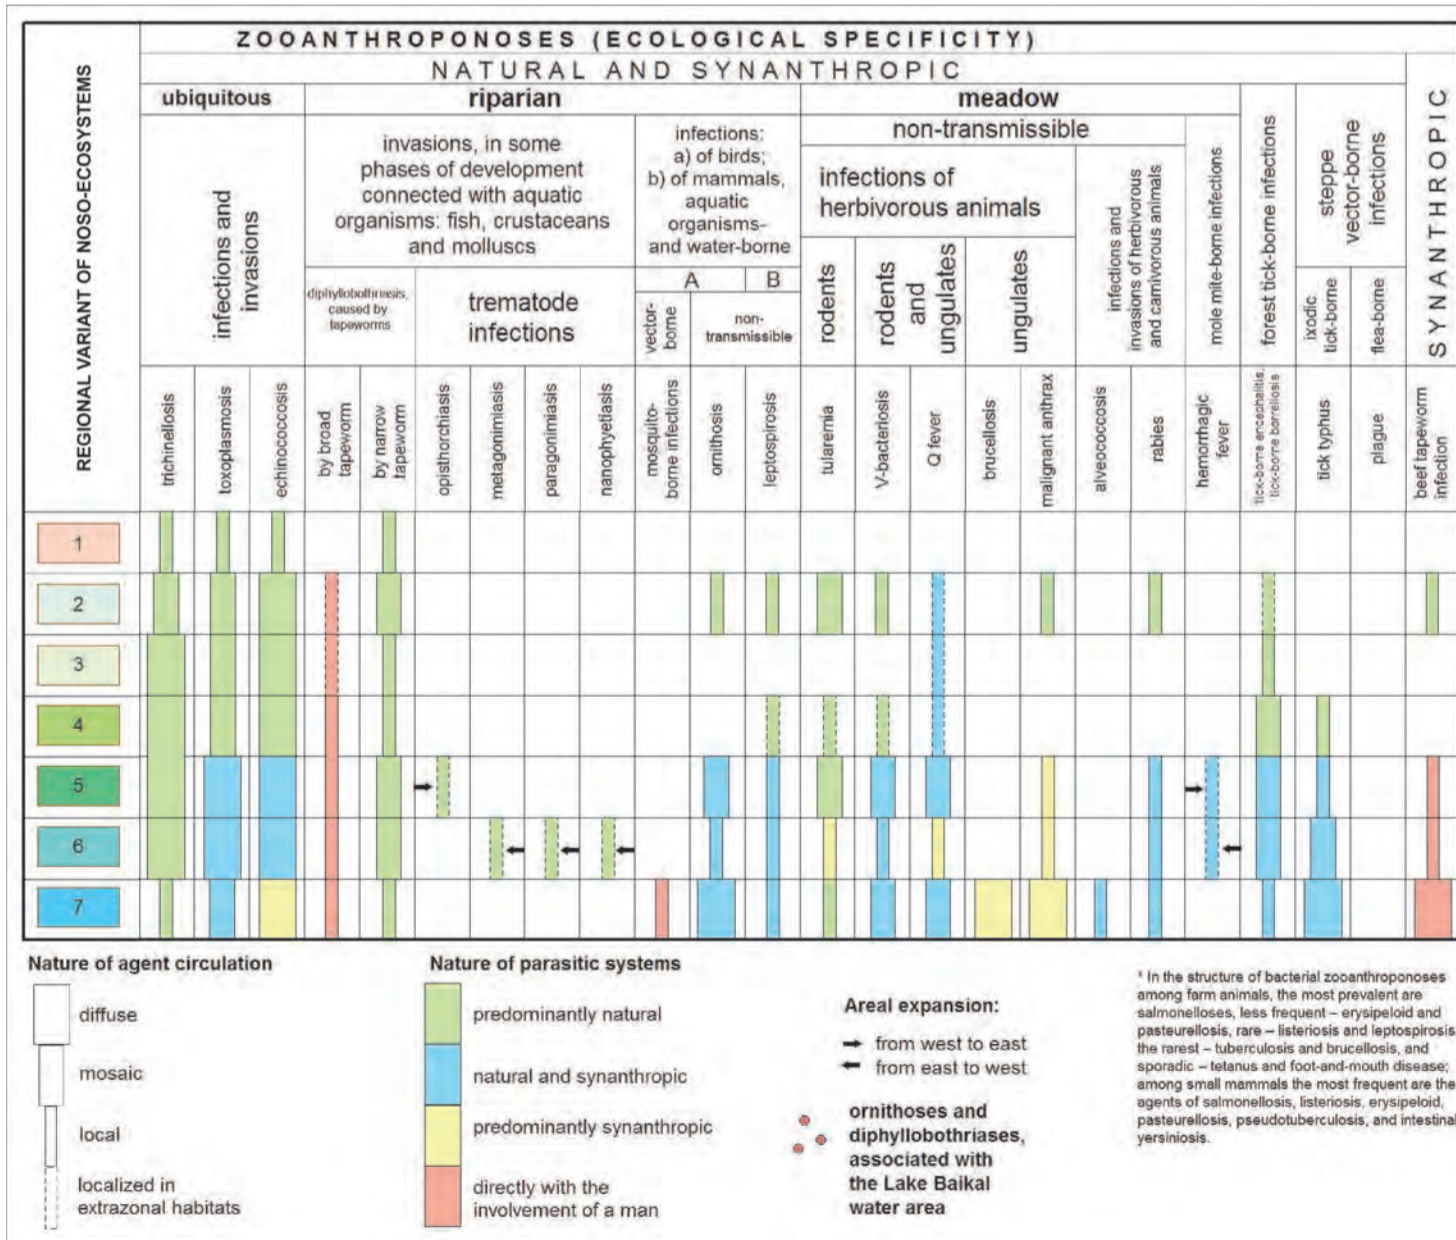 ZOOANTHROPONOSES (ECOLOGICAL SPECIFICITY)
NATURAL AND SYNANTHROPIC
REGIONAL VARIANT OF NOSO-ECOSYSTEMS
ubiquitous
riparian
meadow
infections and
invasions
invasions, in some
phases of development
connected with aquatic
organisms: fish, crustaceans
and molluscs
infections:
a) of birds;
b) of mammals,
aquatic
organisms-
and water-borne
non-transmissible
infections of
herbivorous animals
infections and
invasions of herbivorous
and carnivorous animals
mole mite-borne infections
forest tick-borne infections
steppe
vector-borne
infections
SYNANTHROPIC
diphyllobothriasis,
caused by
tapeworms
trematode
infections
A
B
vector-
borne
non-
transmissible
rodents
rodents
and
ungulates
ungulates
ixodic
tick-borne
flea-borne
trichinellosis
toxoplasmosis
echinococcosis
by broad
tapeworm
by narrow
tapeworm
opisthorchiasis
metagonimiasis
paragonimiasis
nanophyetiasis
mosquito-
borne infections
ornithosis
leptospirosis
tularemia
V-bacteriosis
Q fever
brucellosis
malignant anthrax
alveococcosis
rabies
hemorrhagic
fever
tick-borne encephalitis,
tick-borne borreliosis
tick typhus
plague
beef tapeworm
infection
1
2
3
4
5
6
7
Nature of agent circulation
diffuse
mosaic
local
localized in
extrazonal habitats
Nature of parasitic systems
predominantly natural
natural and synanthropic
predominantly synanthropic
directly with the
involvement of a man
Areal expansion:
from west to east
from east to west
ornithoses and
diphyllobothriases,
associated with
the Lake Baikal
water area
* In the structure of bacterial zooanthroponoses
among farm animals, the most prevalent are
salmonelloses, less frequent – erysipeloid and
pasteurellosis, rare – listeriosis and leptospirosis,
the rarest – tuberculosis and brucellosis, and
sporadic – tetanus and foot-and-mouth disease;
among small mammals the most frequent are the
agents of salmonellosis, listeriosis, erysipeloid,
pasteurellosis, pseudotuberculosis, and intestinal
yersiniosis.